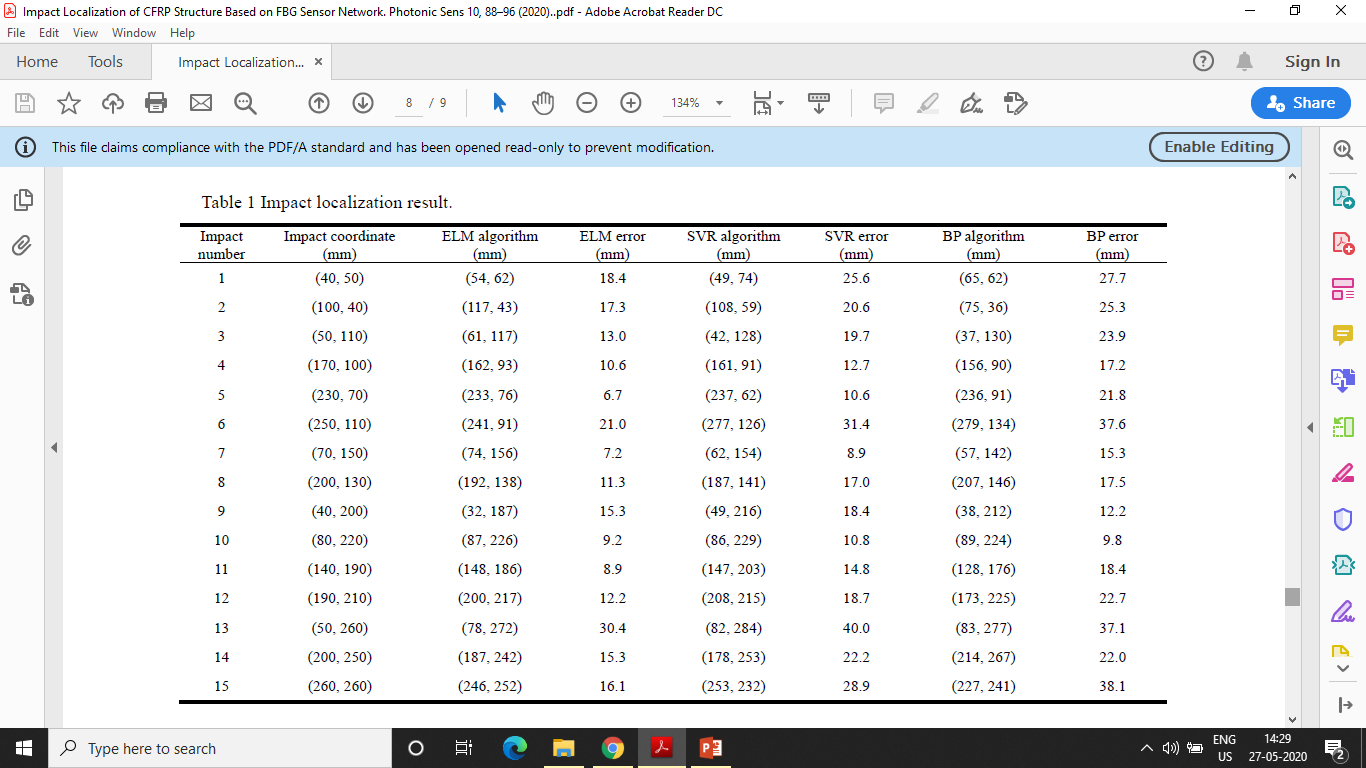 Impact Localization of CFRP Structure Based on FBG Sensor Network. Photonic Sens 10, 88–96 (2020)..pdf - Adobe Acrobat Reader DC
File Edit View Window Help
Home Tools Impact Localization... × Sign In
8 / 9 134% Share
This file claims compliance with the PDF/A standard and has been opened read-only to prevent modification. Enable Editing
Table 1 Impact localization result.
Impact Impact coordinate ELM algorithm ELM error SVR algorithm SVR error BP algorithm BP error
number (mm) (mm) (mm) (mm) (mm) (mm) (mm)
1 (40, 50) (54, 62) 18.4 (49, 74) 25.6 (65, 62) 27.7
2 (100, 40) (117, 43) 17.3 (108, 59) 20.6 (75, 36) 25.3
3 (50, 110) (61, 117) 13.0 (42, 128) 19.7 (37, 130) 23.9
4 (170, 100) (162, 93) 10.6 (161, 91) 12.7 (156, 90) 17.2
5 (230, 70) (233, 76) 6.7 (237, 62) 10.6 (236, 91) 21.8
6 (250, 110) (241, 91) 21.0 (277, 126) 31.4 (279, 134) 37.6
7 (70, 150) (74, 156) 7.2 (62, 154) 8.9 (57, 142) 15.3
8 (200, 130) (192, 138) 11.3 (187, 141) 17.0 (207, 146) 17.5
9 (40, 200) (32, 187) 15.3 (49, 216) 18.4 (38, 212) 12.2
10 (80, 220) (87, 226) 9.2 (86, 229) 10.8 (89, 224) 9.8
11 (140, 190) (148, 186) 8.9 (147, 203) 14.8 (128, 176) 18.4
12 (190, 210) (200, 217) 12.2 (208, 215) 18.7 (173, 225) 22.7
13 (50, 260) (78, 272) 30.4 (82, 284) 40.0 (83, 277) 37.1
14 (200, 250) (187, 242) 15.3 (178, 253) 22.2 (214, 267) 22.0
15 (260, 260) (246, 252) 16.1 (253, 232) 28.9 (227, 241) 38.1
Type here to search
ENG 14:29
US 27-05-2020 2